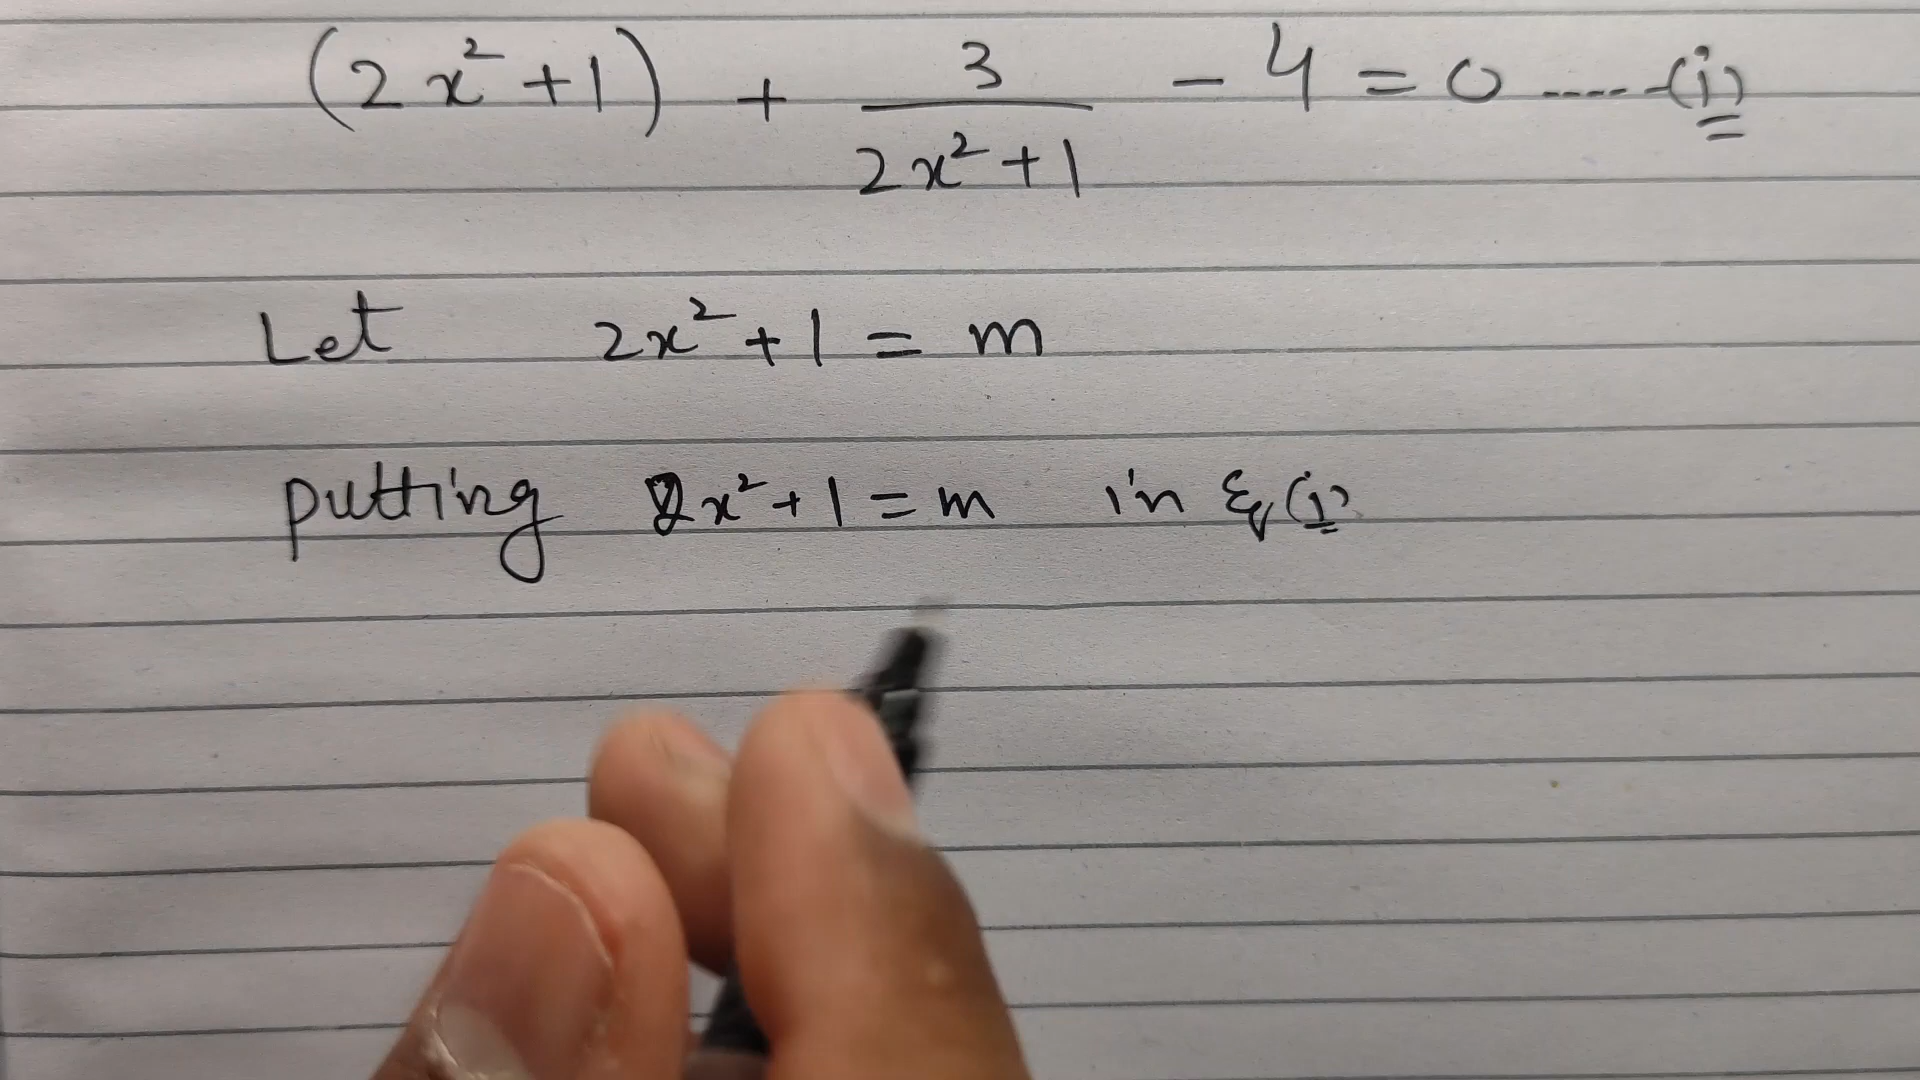 (2x²+1) + 3/(2x²+1) - 4 = 0 ..... (i)
Let 2x²+1 = m
putting 2x²+1 = m in Eq (i)